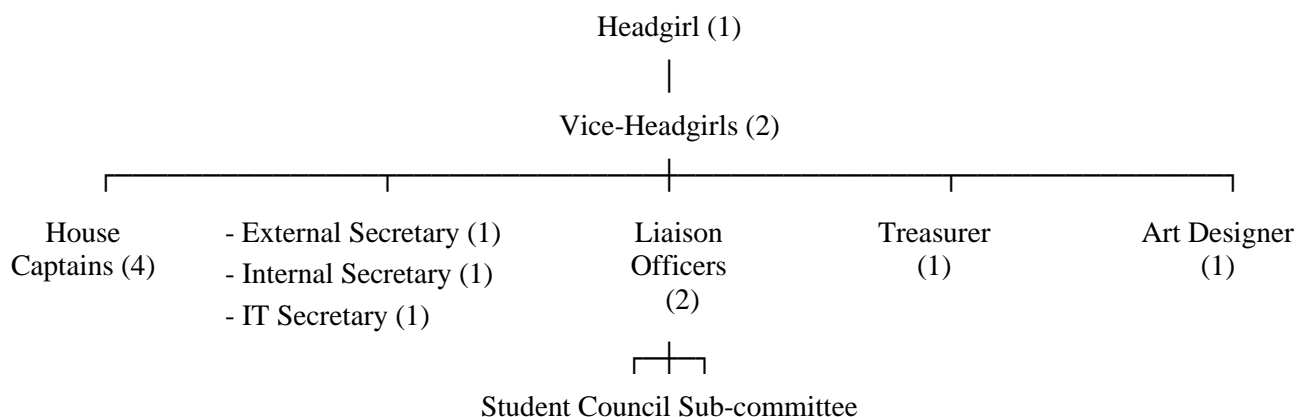 Headgirl (1)
Vice-Headgirls (2)
House
Captains (4)
- External Secretary (1)
- Internal Secretary (1)
- IT Secretary (1)
Liaison
Officers
(2)
Treasurer
(1)
Art Designer
(1)
Student Council Sub-committee